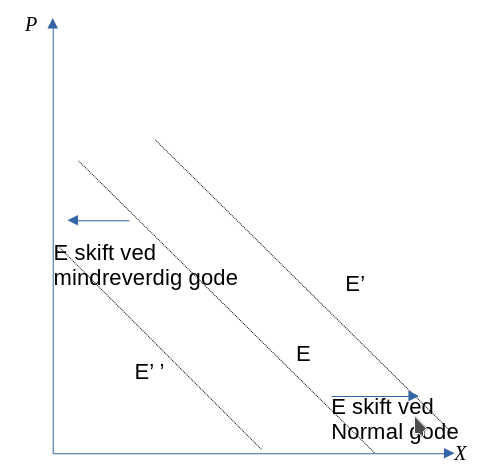 P
E skift ved
mindreverdig gode
E’
E
E’ ’
E skift ved
Normal gode
X